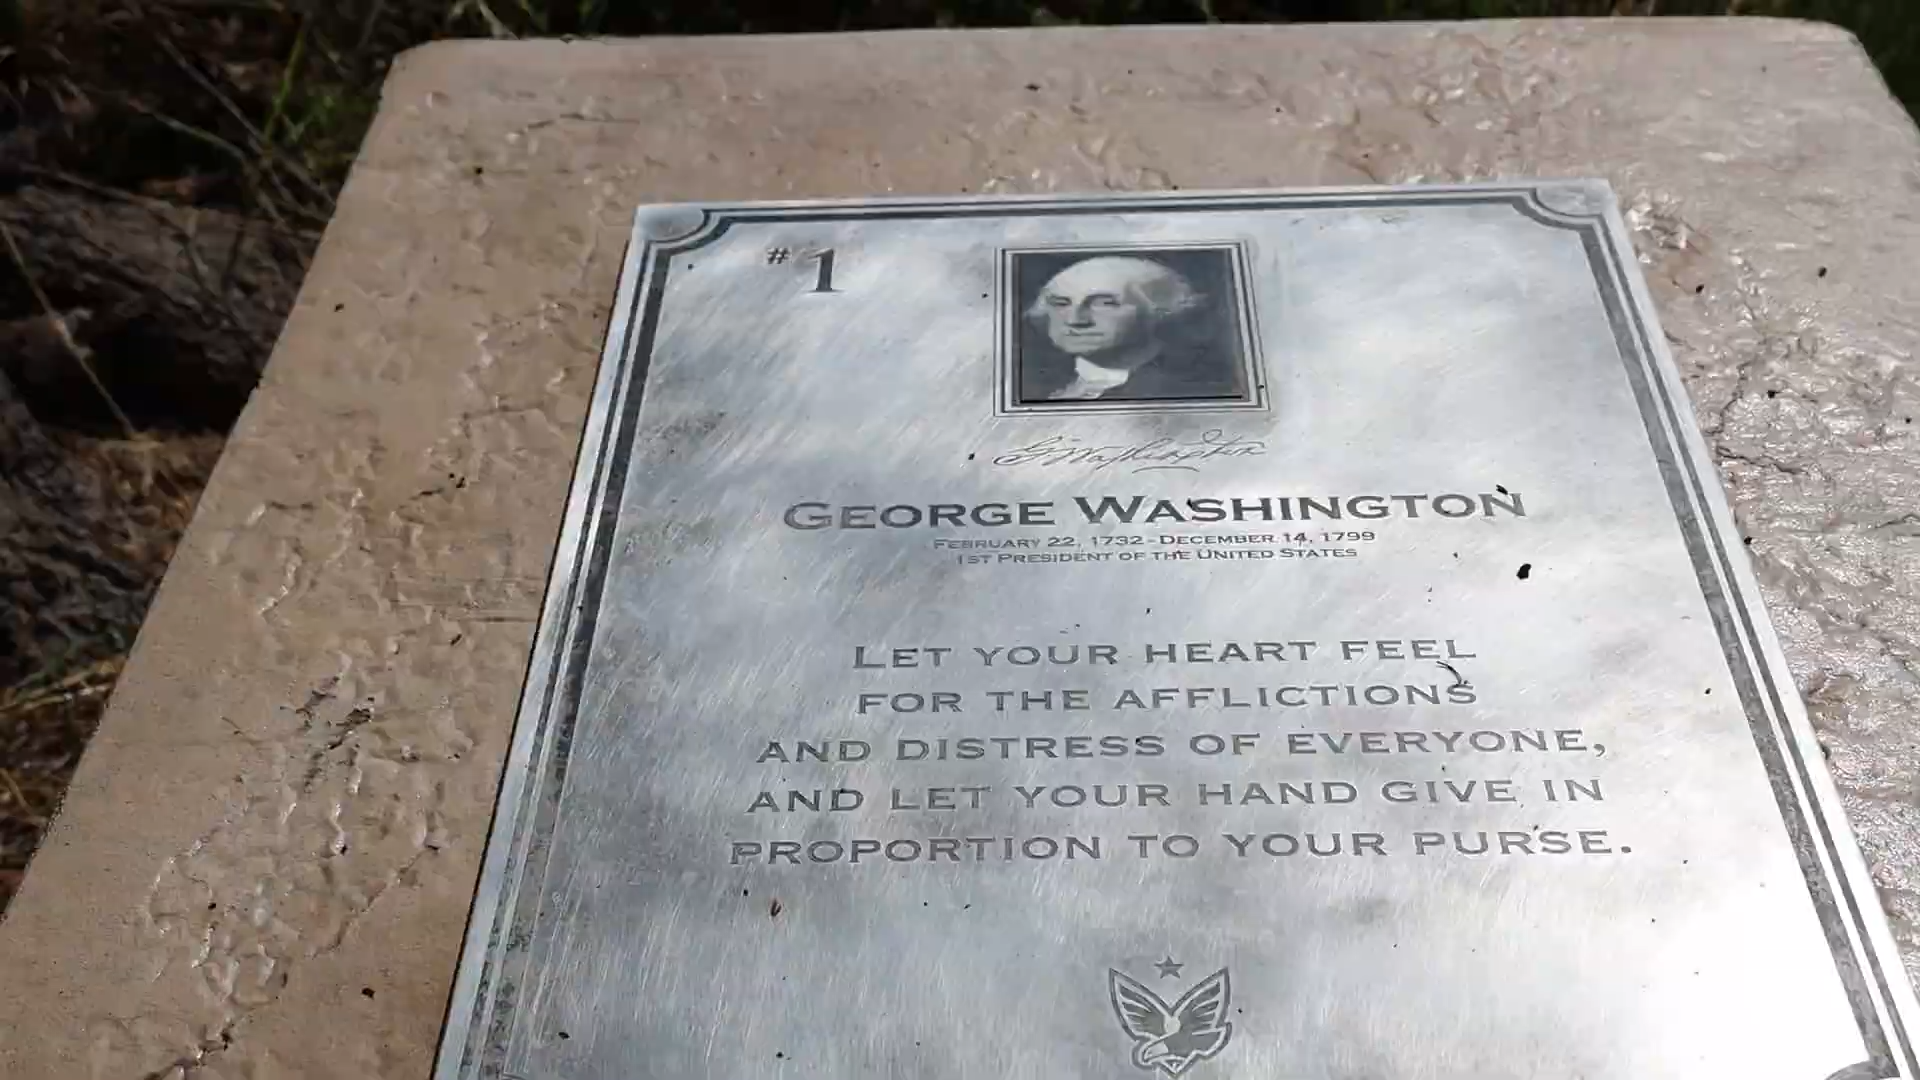 #1
G. Washington
GEORGE WASHINGTON
FEBRUARY 22, 1732 - DECEMBER 14, 1799
1ST PRESIDENT OF THE UNITED STATES
LET YOUR HEART FEEL
FOR THE AFFLICTIONS
AND DISTRESS OF EVERYONE,
AND LET YOUR HAND GIVE IN
PROPORTION TO YOUR PURSE.